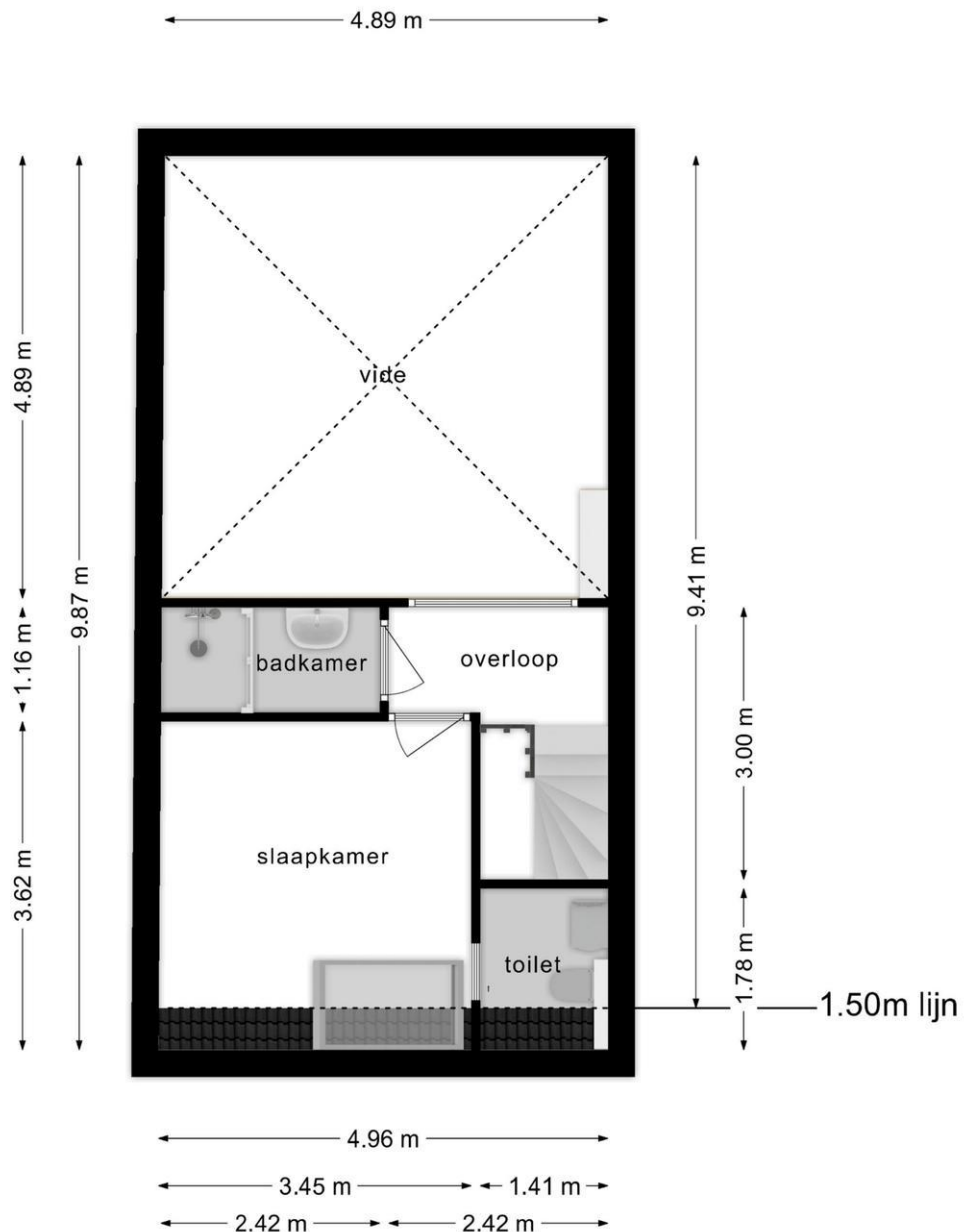 4.89 m
4.89 m
9.87 m
9.41 m
vide
1.16 m
badkamer
overloop
3.00 m
slaapkamer
3.62 m
toilet
1.78 m
1.50m lijn
4.96 m
3.45 m
1.41 m
2.42 m
2.42 m